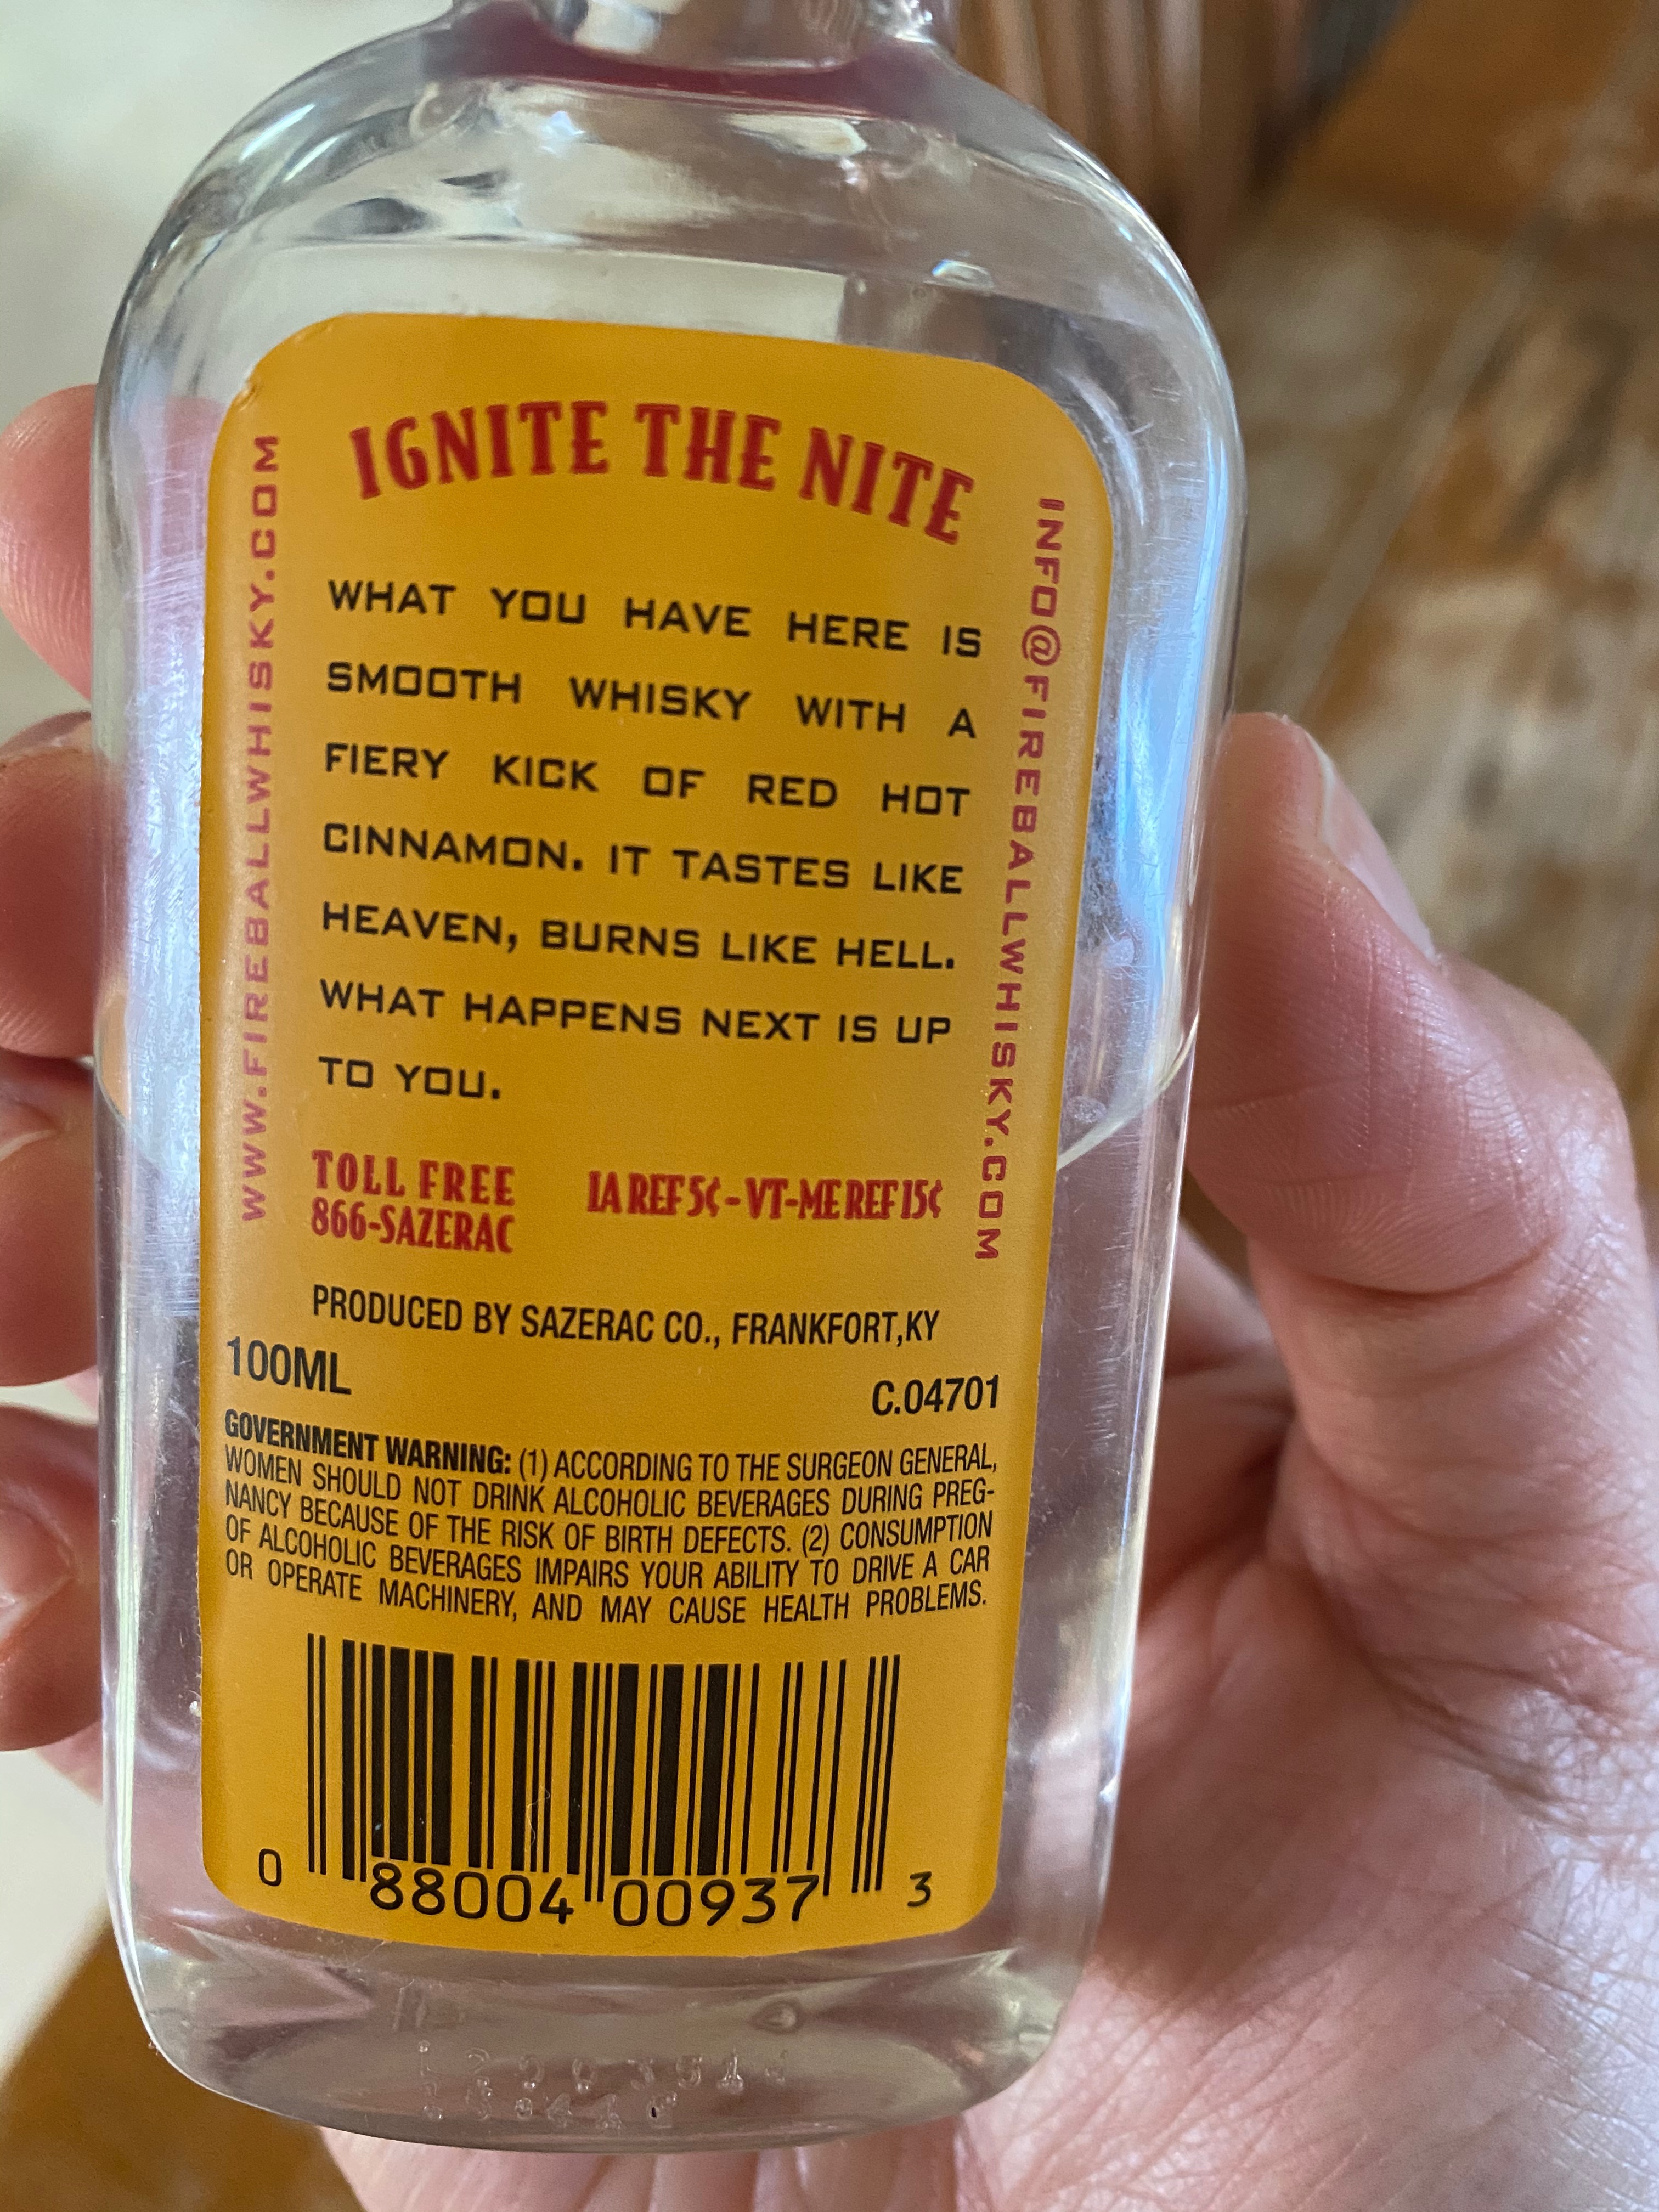 IGNITE THE NITE
WWW.FIREBALLWHISKY.COM
INFO@FIREBALLWHISKY.COM
WHAT YOU HAVE HERE IS
SMOOTH WHISKY WITH A
FIERY KICK OF RED HOT
CINNAMON. IT TASTES LIKE
HEAVEN, BURNS LIKE HELL.
WHAT HAPPENS NEXT IS UP
TO YOU.
TOLL FREE
866-SAZERAC
IA REF 5¢ - VT-ME REF 15¢
PRODUCED BY SAZERAC CO., FRANKFORT,KY
100ML
C.04701
GOVERNMENT WARNING: (1) ACCORDING TO THE SURGEON GENERAL,
WOMEN SHOULD NOT DRINK ALCOHOLIC BEVERAGES DURING PREG-
NANCY BECAUSE OF THE RISK OF BIRTH DEFECTS. (2) CONSUMPTION
OF ALCOHOLIC BEVERAGES IMPAIRS YOUR ABILITY TO DRIVE A CAR
OR OPERATE MACHINERY, AND MAY CAUSE HEALTH PROBLEMS.
0 88004 00937 3